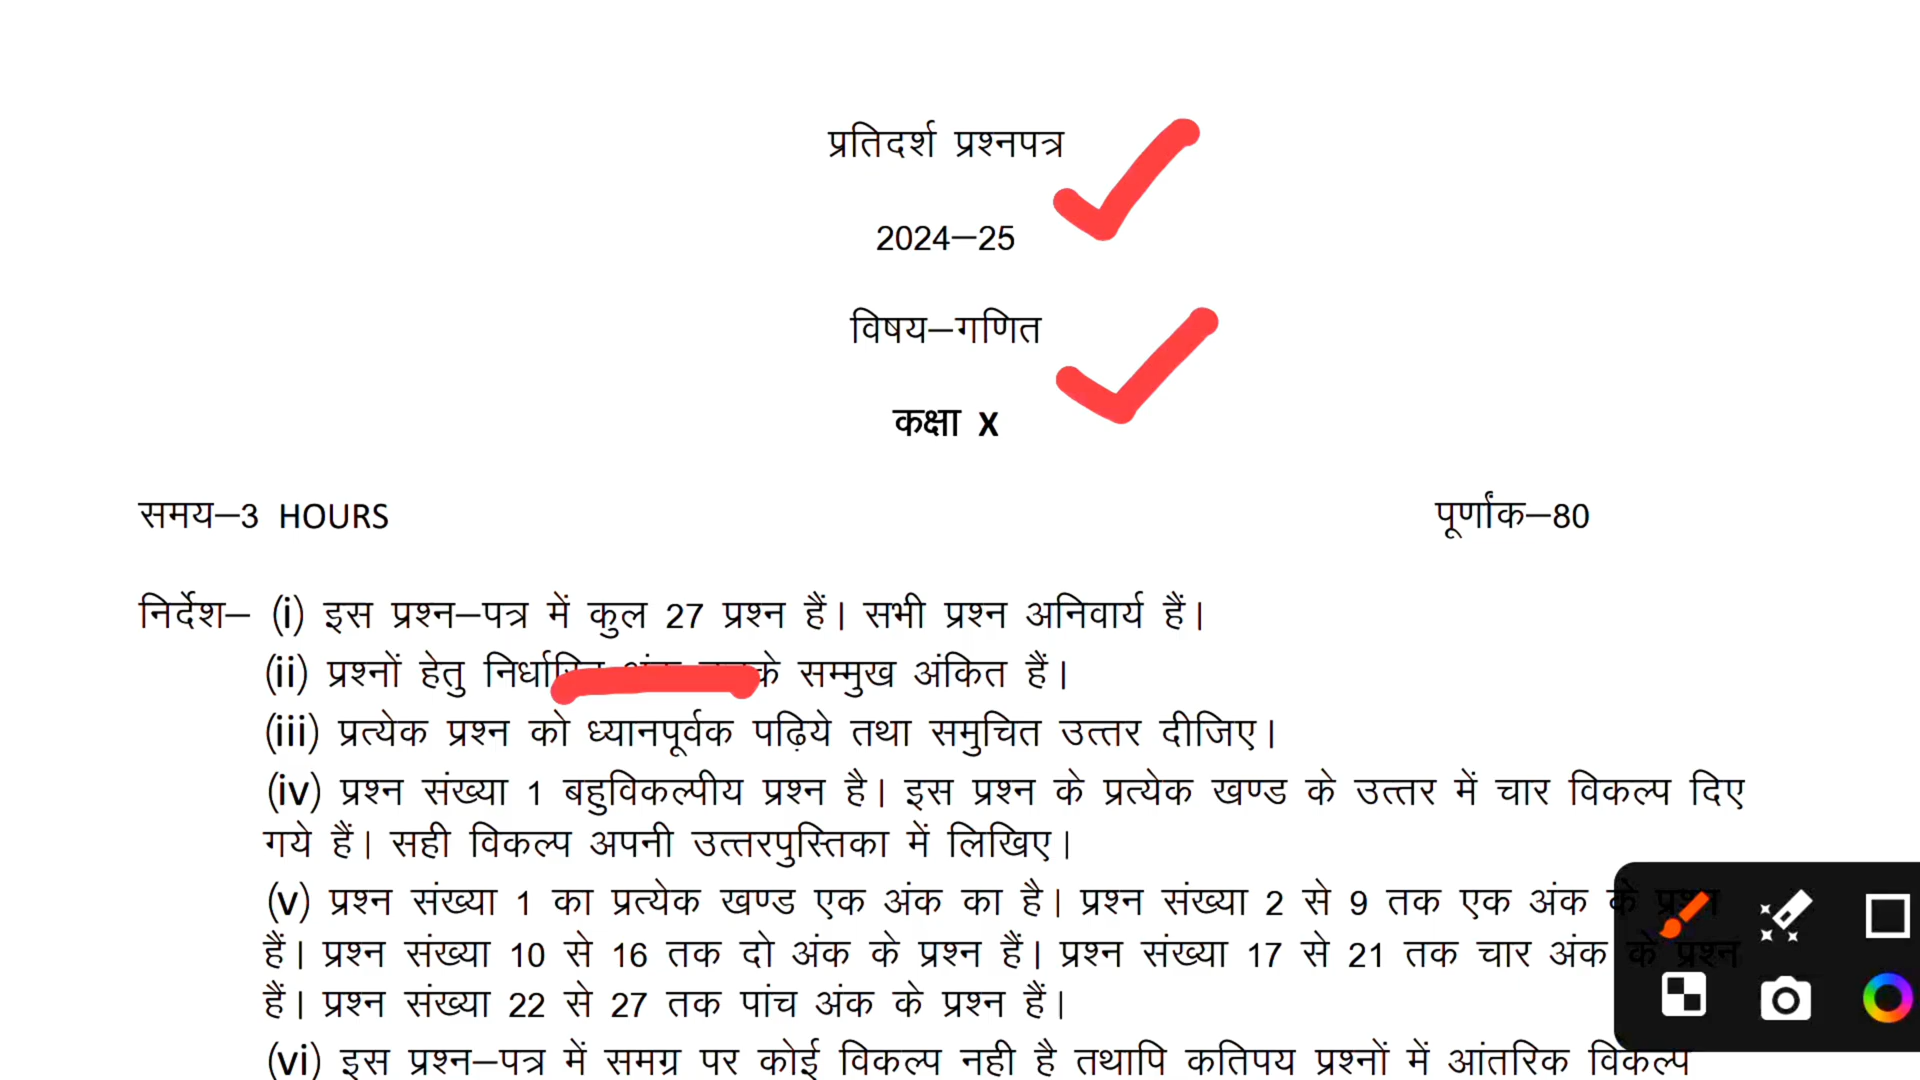 प्रतिदर्श प्रश्नपत्र
2024–25
विषय–गणित
कक्षा X
समय–3 HOURS पूर्णांक–80
निर्देश– (i) इस प्रश्न–पत्र में कुल 27 प्रश्न हैं। सभी प्रश्न अनिवार्य हैं।
(ii) प्रश्नों हेतु निर्धारित अंक सम्मुख अंकित हैं।
(iii) प्रत्येक प्रश्न को ध्यानपूर्वक पढ़िये तथा समुचित उत्तर दीजिए।
(iv) प्रश्न संख्या 1 बहुविकल्पीय प्रश्न है। इस प्रश्न के प्रत्येक खण्ड के उत्तर में चार विकल्प दिए
गये हैं। सही विकल्प अपनी उत्तरपुस्तिका में लिखिए।
(v) प्रश्न संख्या 1 का प्रत्येक खण्ड एक अंक का है। प्रश्न संख्या 2 से 9 तक एक अंक के प्रश्न
हैं। प्रश्न संख्या 10 से 16 तक दो अंक के प्रश्न हैं। प्रश्न संख्या 17 से 21 तक चार अंक के प्रश्न
हैं। प्रश्न संख्या 22 से 27 तक पांच अंक के प्रश्न हैं।
(vi) इस प्रश्न–पत्र में समग्र पर कोई विकल्प नही है तथापि कतिपय प्रश्नों में आंतरिक विकल्प